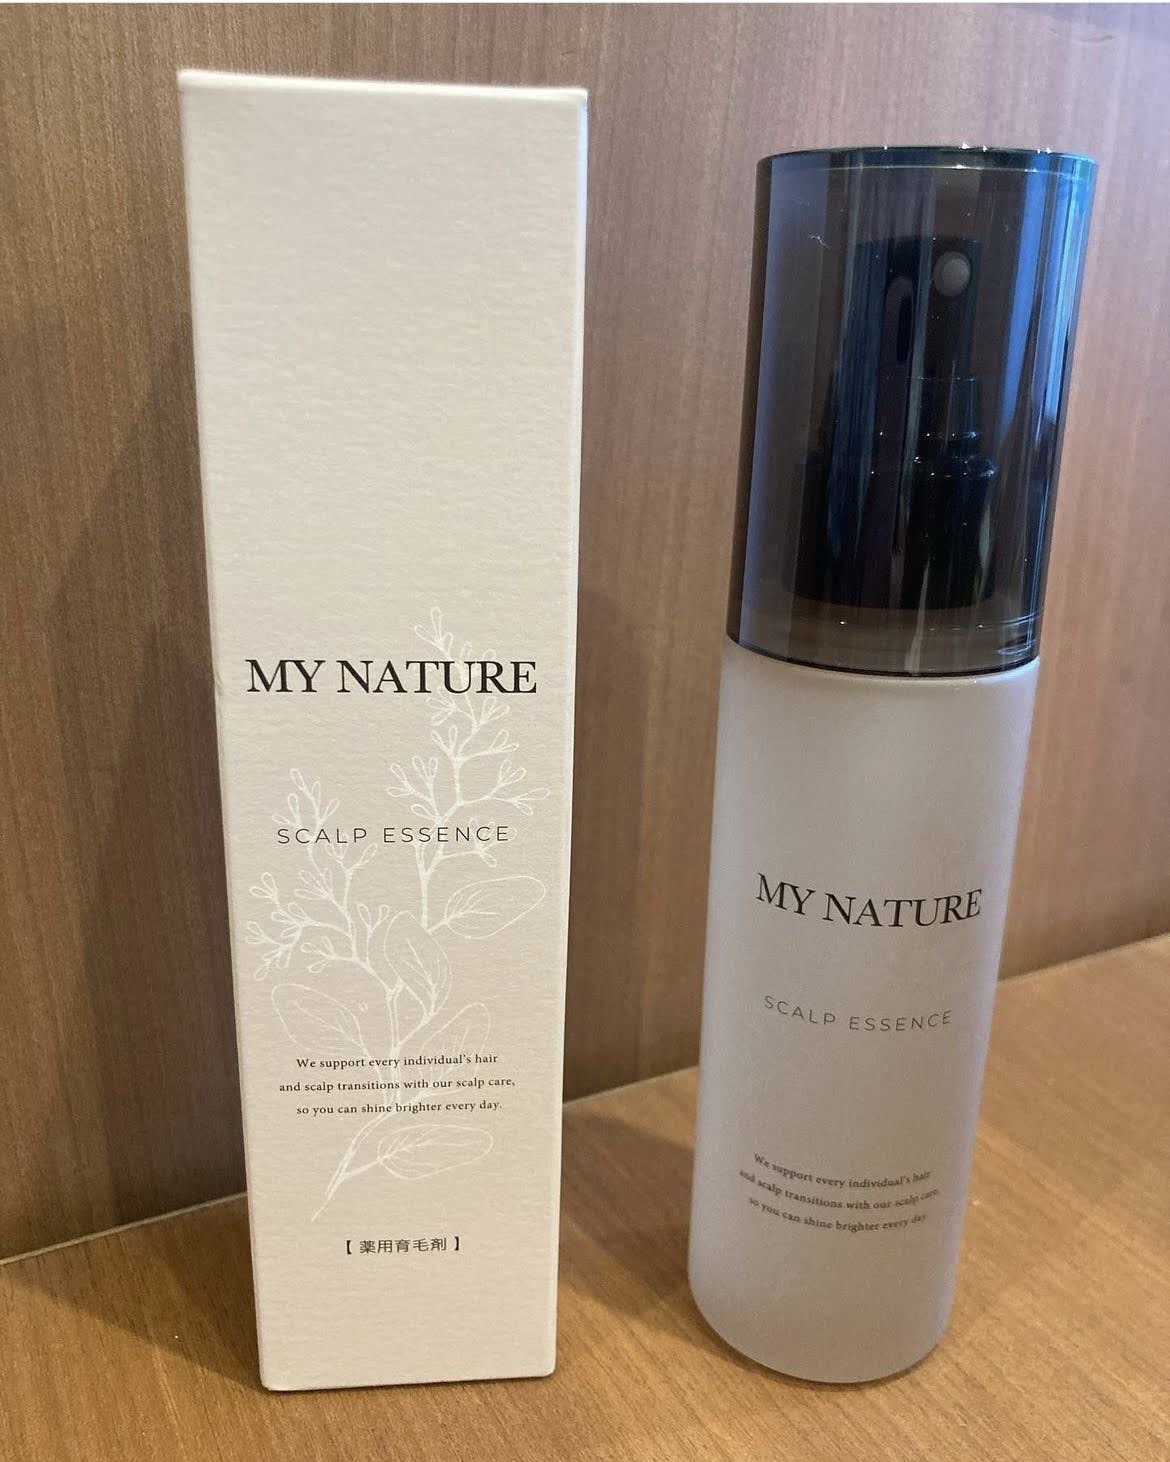 MY NATURE
SCALP ESSENCE
We support every individual's hair
and scalp transitions with our scalp care,
so you can shine brighter every day.
【 薬用育毛剤 】
MY NATURE
SCALP ESSENCE
We support every individual's hair
and scalp transitions with our scalp care,
so you can shine brighter every day.